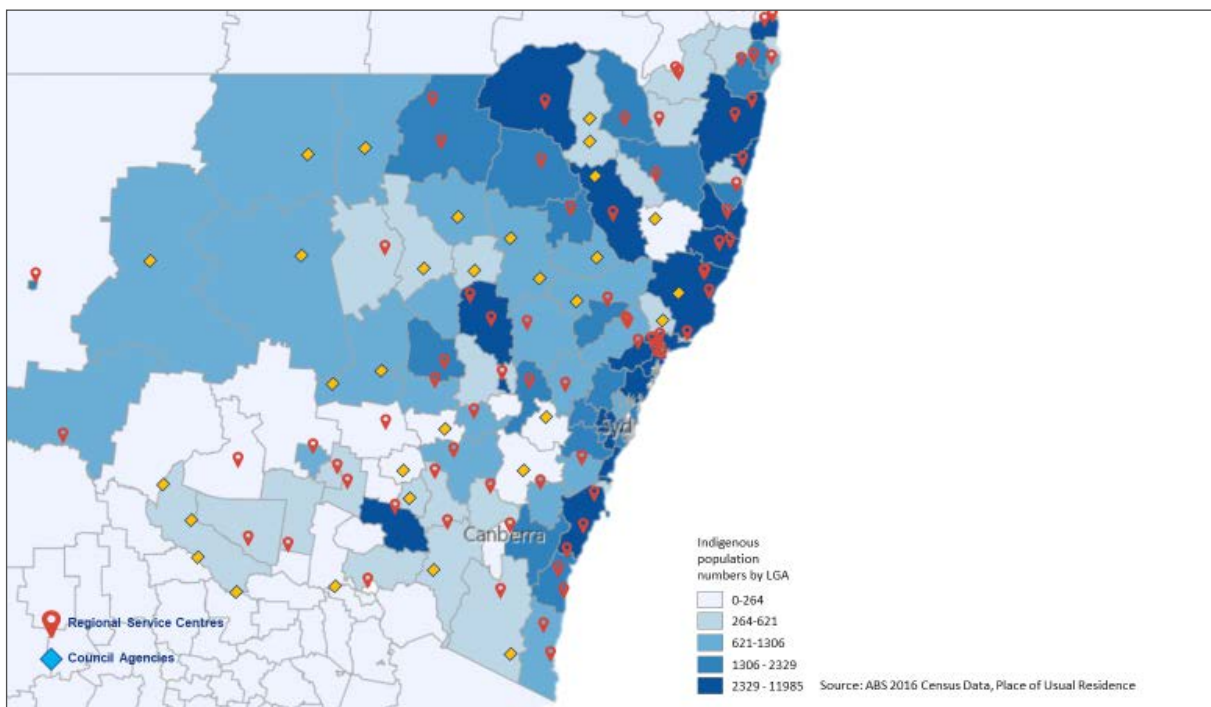 Syd
Canberra
Regional Service Centres
Council Agencies
Indigenous
population
numbers by LGA
0-264
264-621
621-1306
1306 - 2329
2329 - 11985
Source: ABS 2016 Census Data, Place of Usual Residence